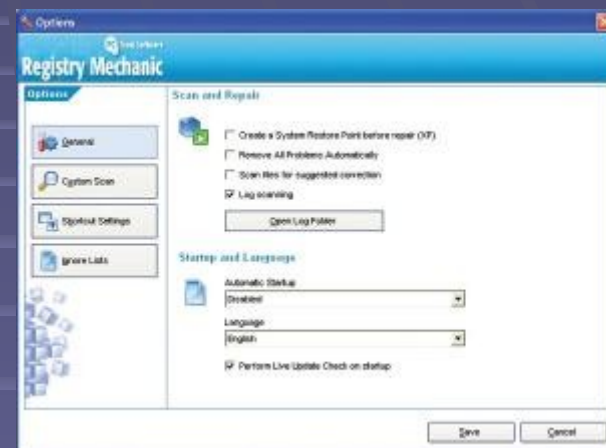 Options
Registry Mechanic
Options
General
Custom Scan
Shortcut Settings
Ignore Lists
Scan and Repair
Create a System Restore Point before repair (XP)
Remove All Problems Automatically
Scan files for suggested correction
Log scanning
Open Log Folder
Startup and Language
Automatic Startup
Disabled
Language
English
Perform Live Update Check on startup
Save
Cancel